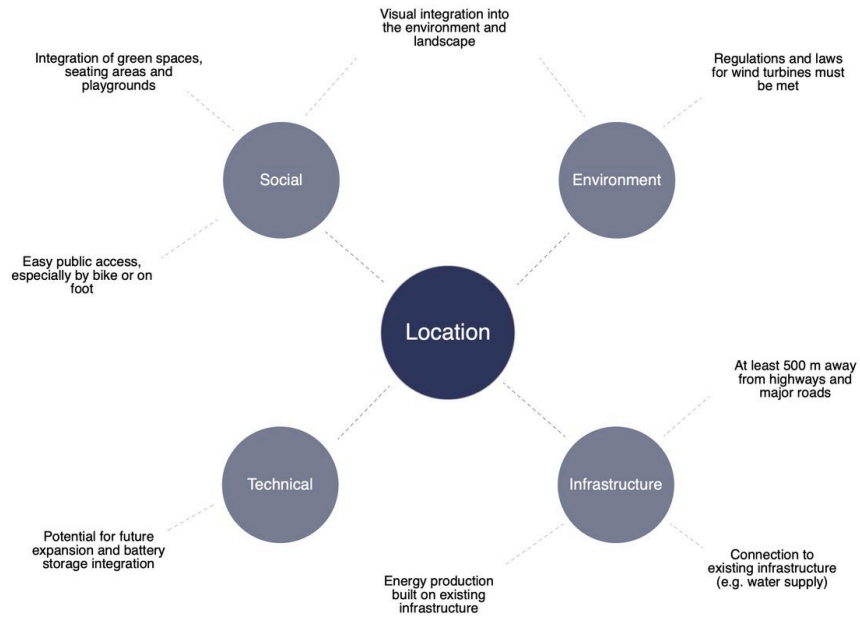 Visual integration into
the environment and
landscape
Integration of green spaces,
seating areas and
playgrounds
Regulations and laws
for wind turbines must
be met
Social
Environment
Easy public access,
especially by bike or on
foot
Location
At least 500 m away
from highways and
major roads
Technical
Infrastructure
Potential for future
expansion and battery
storage integration
Connection to
existing infrastructure
(e.g. water supply)
Energy production
built on existing
infrastructure